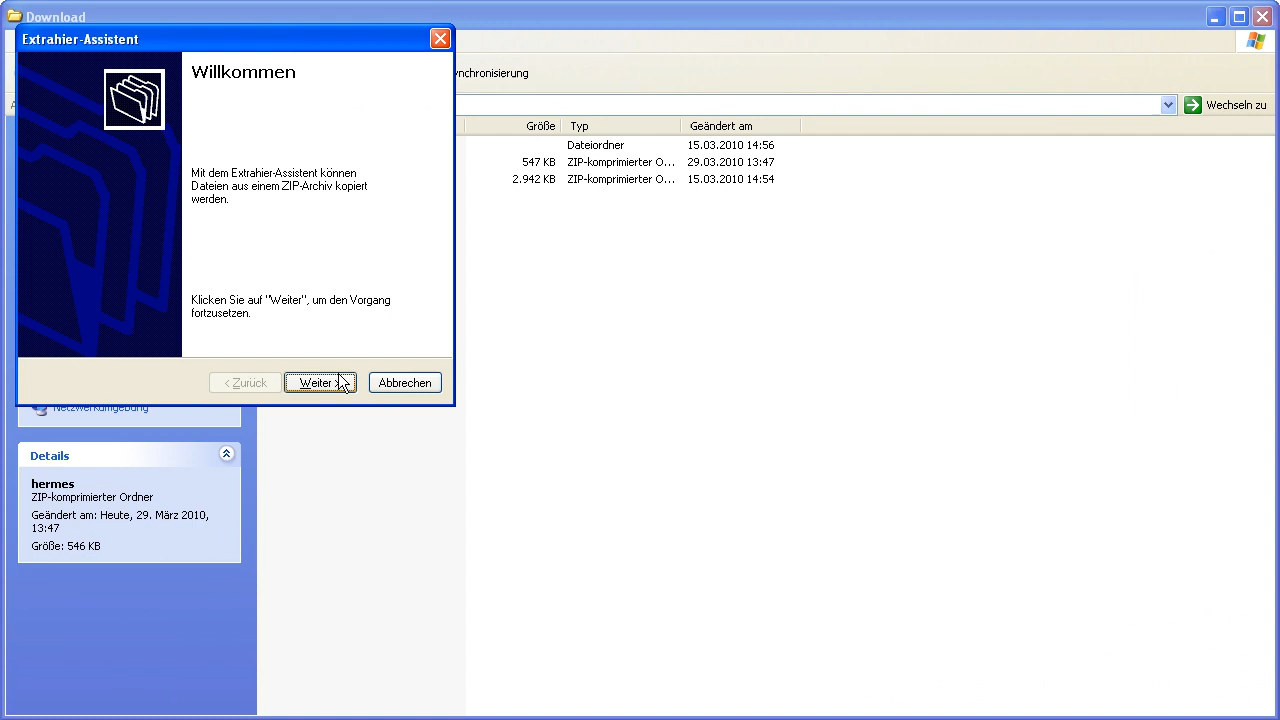 Download
Extrahier-Assistent
Willkommen
Mit dem Extrahier-Assistent können
Dateien aus einem ZIP-Archiv kopiert
werden.
Klicken Sie auf "Weiter", um den Vorgang
fortzusetzen.
< Zurück
Weiter >
Abbrechen
ynchronisierung
Wechseln zu
Größe Typ Geändert am
Dateiordner 15.03.2010 14:56
547 KB ZIP-komprimierter O... 29.03.2010 13:47
2.942 KB ZIP-komprimierter O... 15.03.2010 14:54
Netzwerkumgebung
Details
hermes
ZIP-komprimierter Ordner
Geändert am: Heute, 29. März 2010,
13:47
Größe: 546 KB